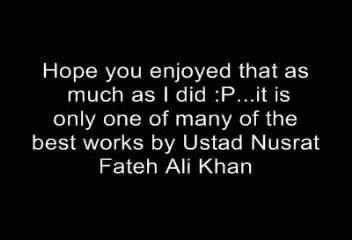 Hope you enjoyed that as
much as I did :P...it is
only one of many of the
best works by Ustad Nusrat
Fateh Ali Khan